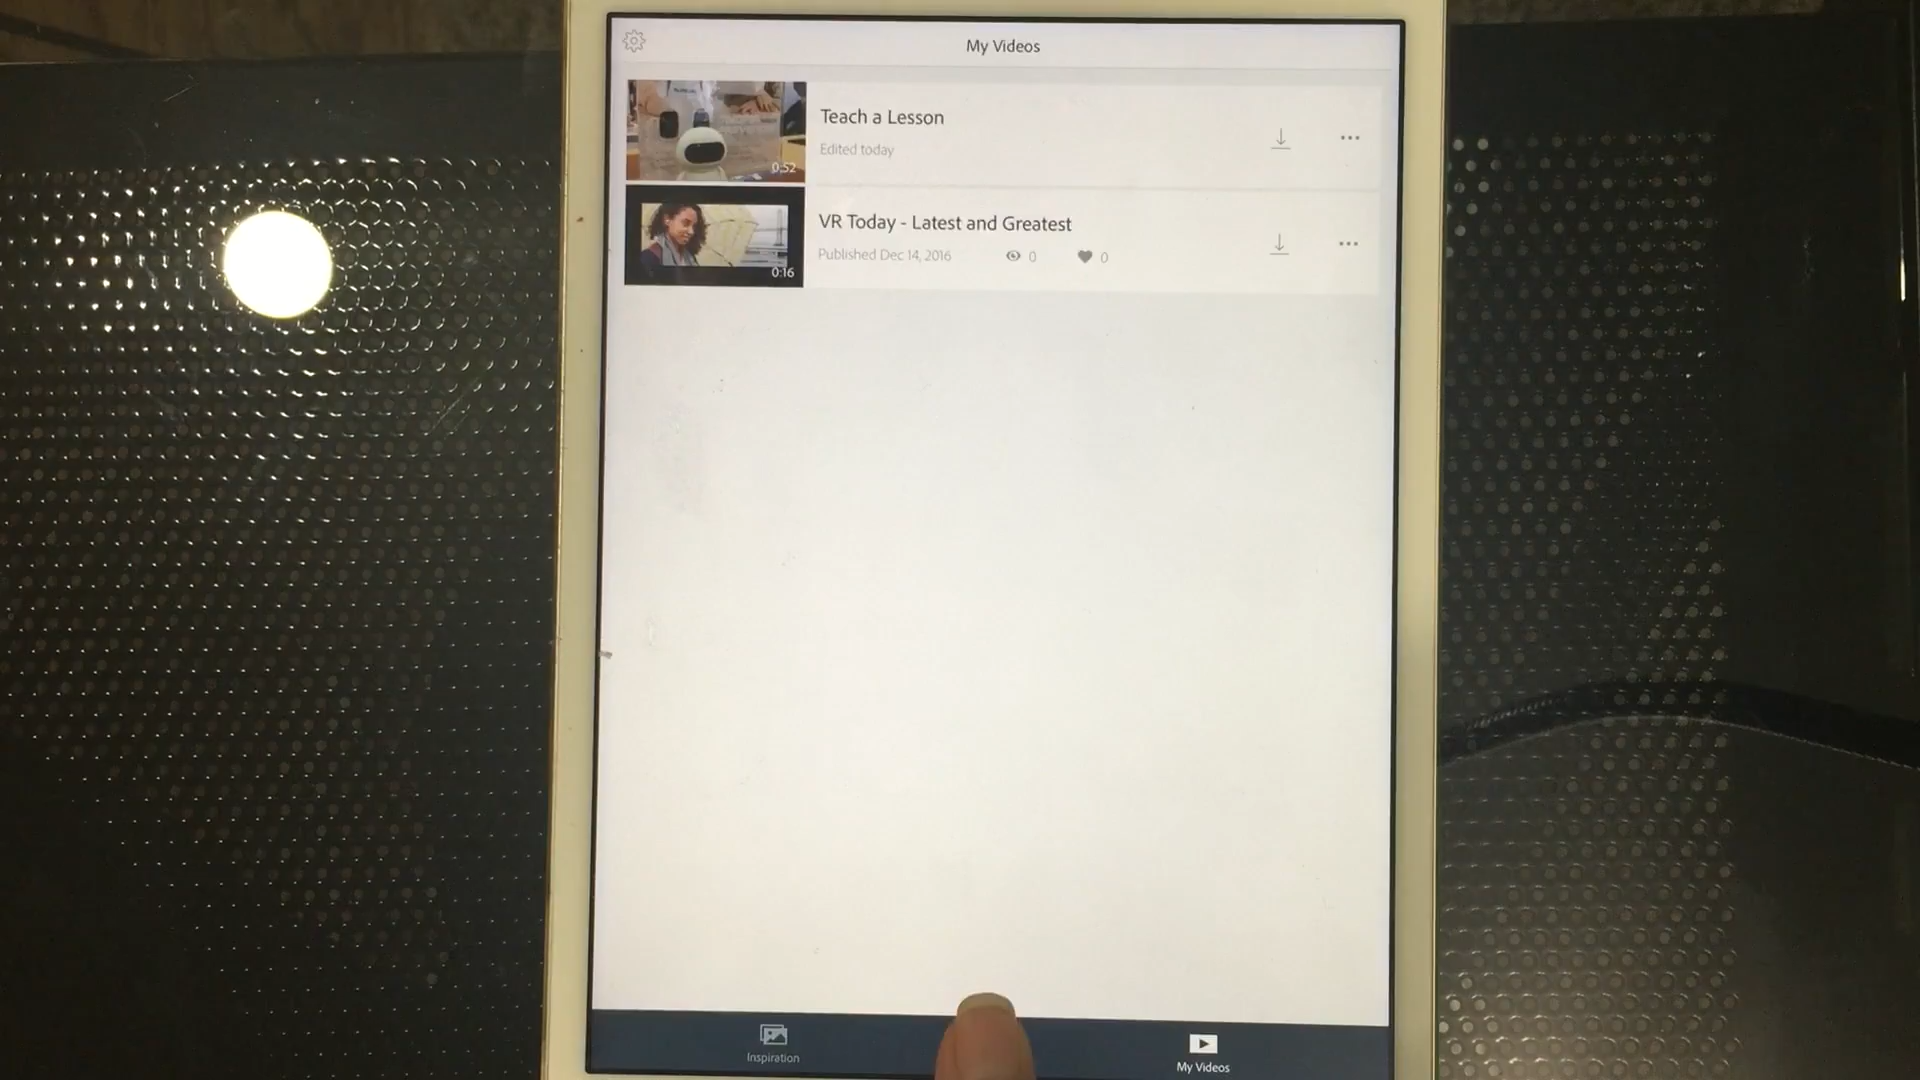 My Videos
Teach a Lesson
Edited today
0:52
VR Today - Latest and Greatest
Published Dec 14, 2016
0
0
0:16
Inspiration
My Videos